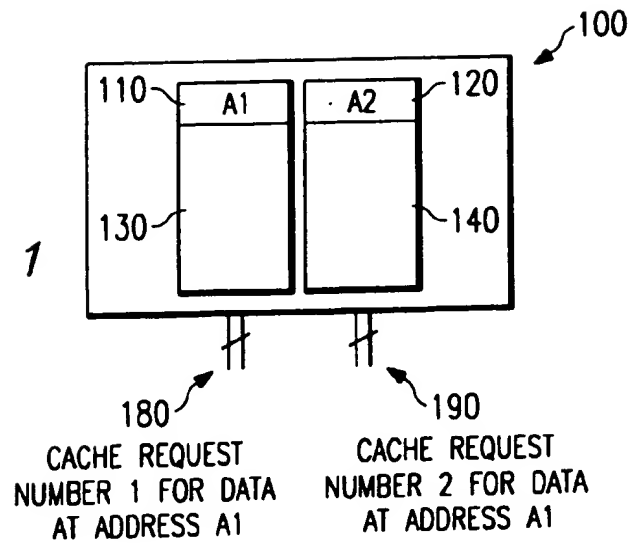 100
110
A1
A2
120
130
140
1
180
190
CACHE REQUEST
NUMBER 1 FOR DATA
AT ADDRESS A1
CACHE REQUEST
NUMBER 2 FOR DATA
AT ADDRESS A1